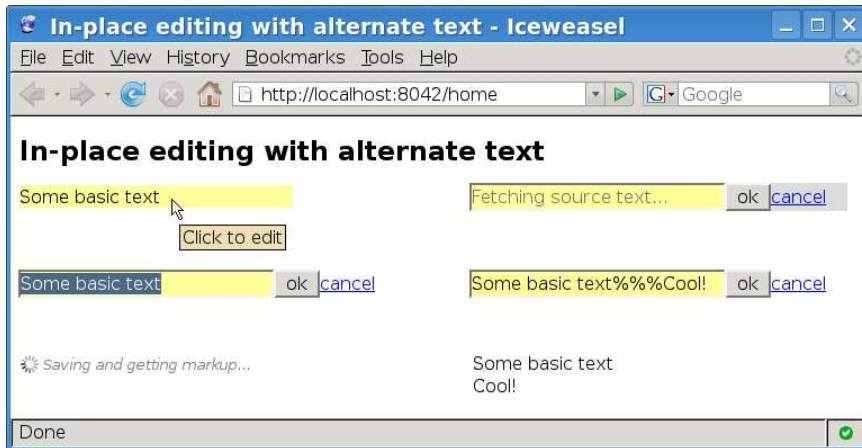 In-place editing with alternate text - Iceweasel
File Edit View History Bookmarks Tools Help
http://localhost:8042/home G Google
In-place editing with alternate text
Some basic text Fetching source text... ok cancel
Click to edit
Some basic text ok cancel Some basic text%%%Cool! ok cancel
Saving and getting markup... Some basic text
Cool!
Done